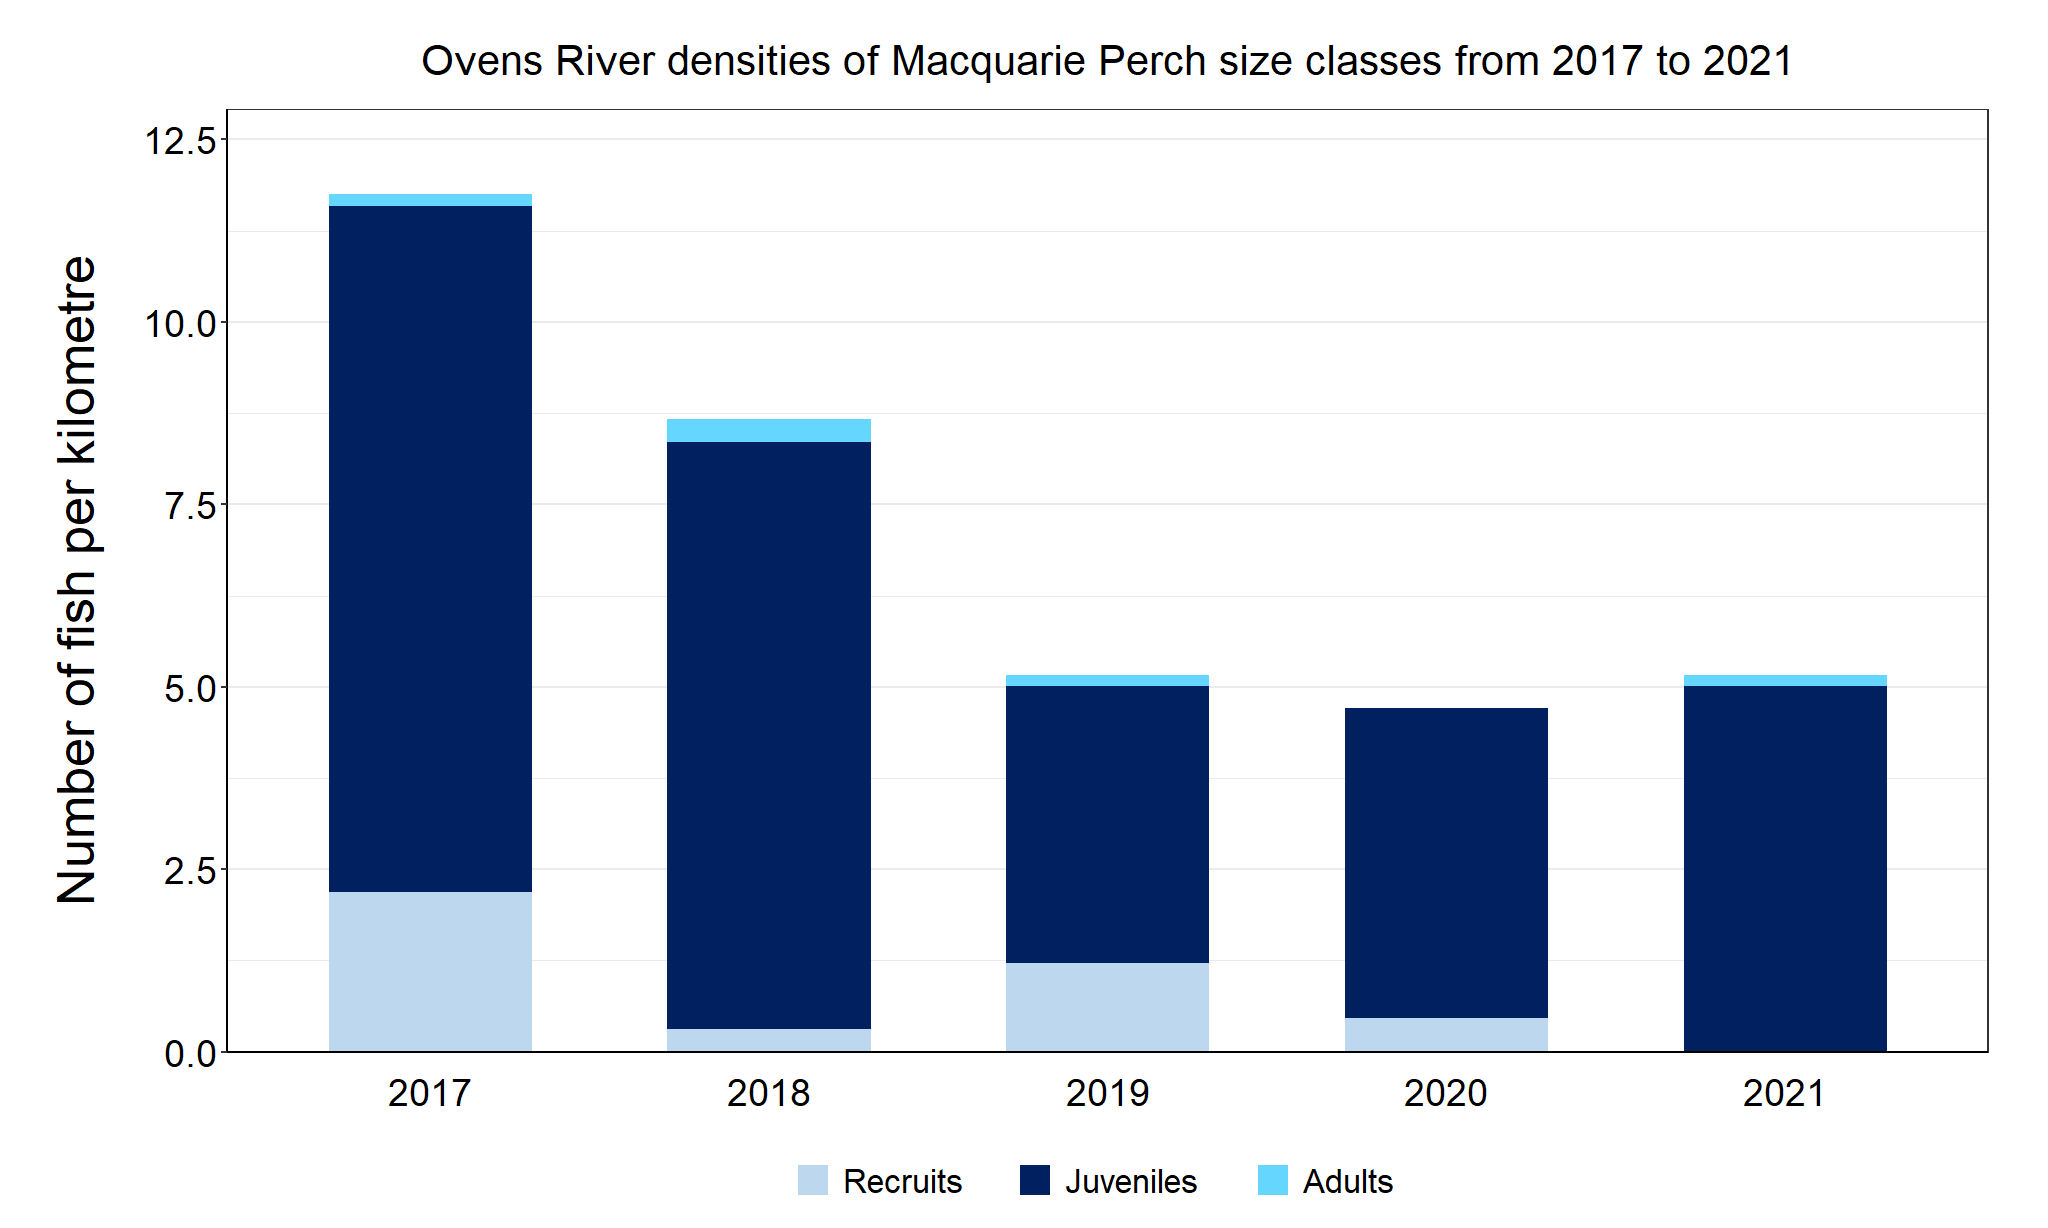 Ovens River densities of Macquarie Perch size classes from 2017 to 2021
Number of fish per kilometre
12.5
10.0
7.5
5.0
2.5
0.0
2017 2018 2019 2020 2021
Recruits Juveniles Adults